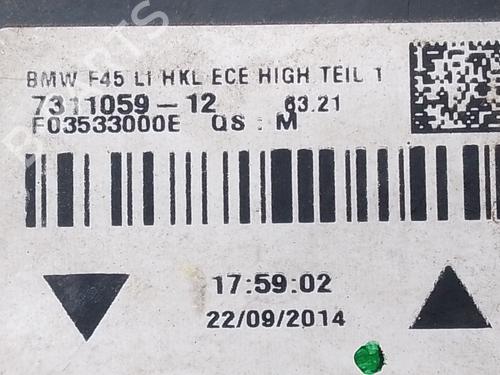 BMW F45 LI HKL ECE HIGH TEIL 1
7311059-12 63.21
F03533000E QS: M
17:59:02
22/09/2014